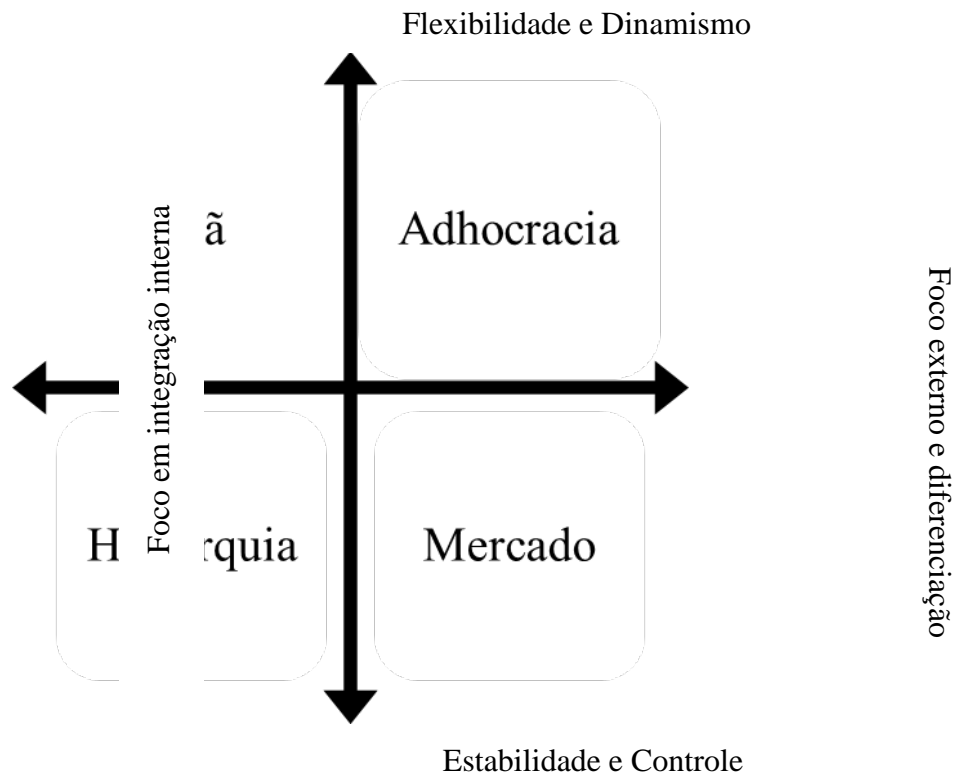 Flexibilidade e Dinamismo
ã
Adhocracia
Foco em integração interna
Foco externo e diferenciação
H
rquia
Mercado
Estabilidade e Controle